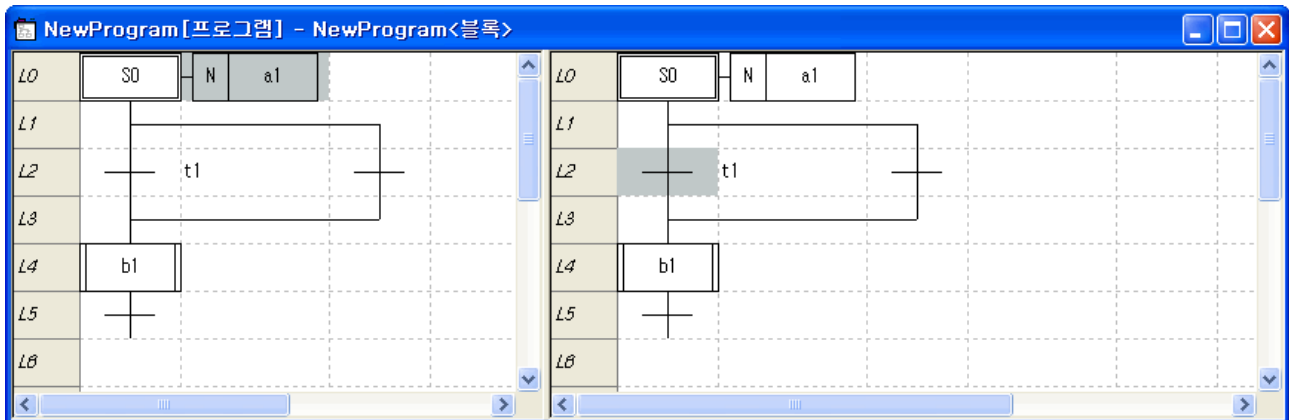 NewProgram[프로그램] - NewProgram<블록>
L0 S0 N a1
L1
L2 t1
L3
L4 b1
L5
L6
L0 S0 N a1
L1
L2 t1
L3
L4 b1
L5
L6